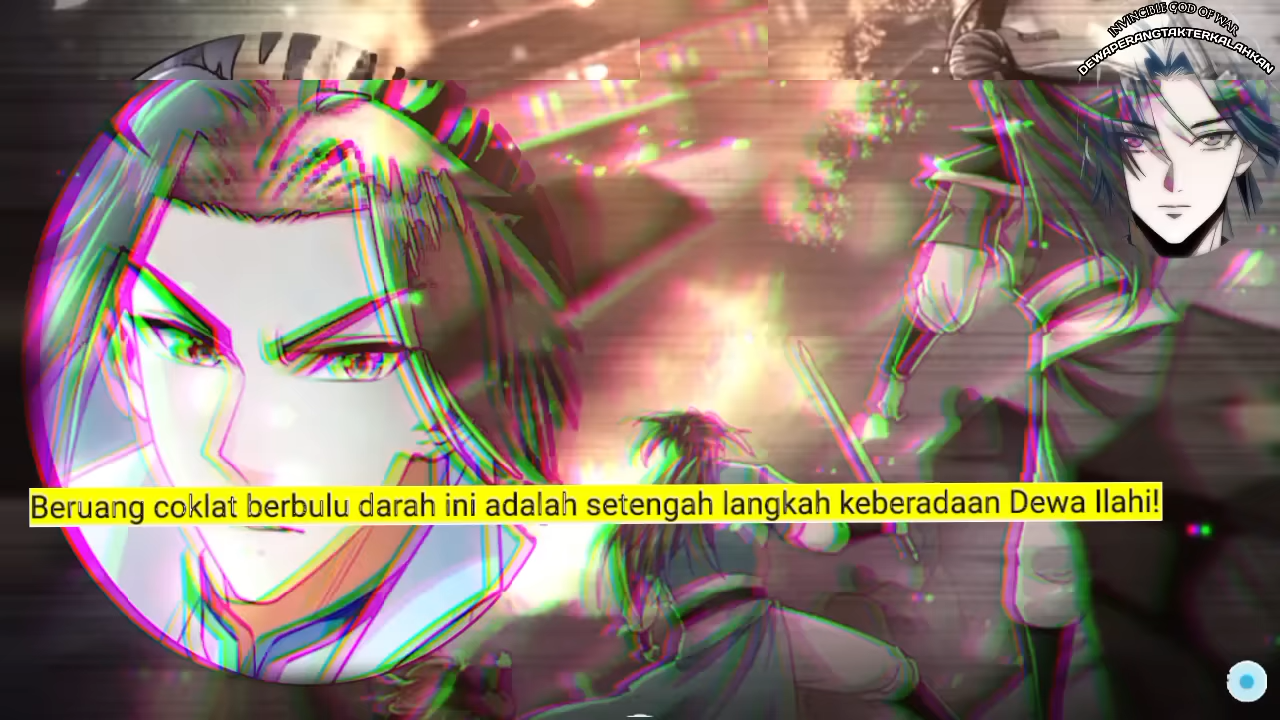 INVINCIBLE GOD OF WAR
DEWAPERANGTAKTERKALAHKAN
Beruang coklat berbulu darah ini adalah setengah langkah keberadaan Dewa Ilahi!